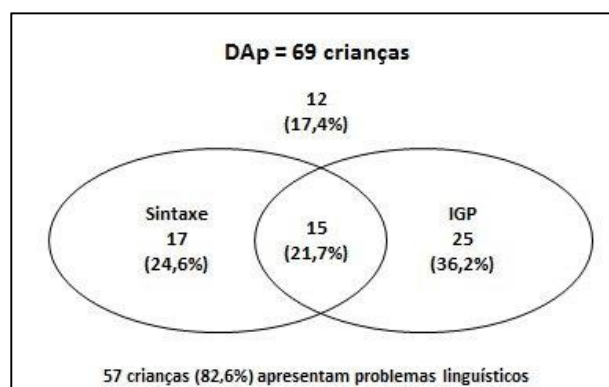 DAp = 69 crianças
12
(17,4%)
Sintaxe
17
(24,6%)
15
(21,7%)
IGP
25
(36,2%)
57 crianças (82,6%) apresentam problemas linguísticos